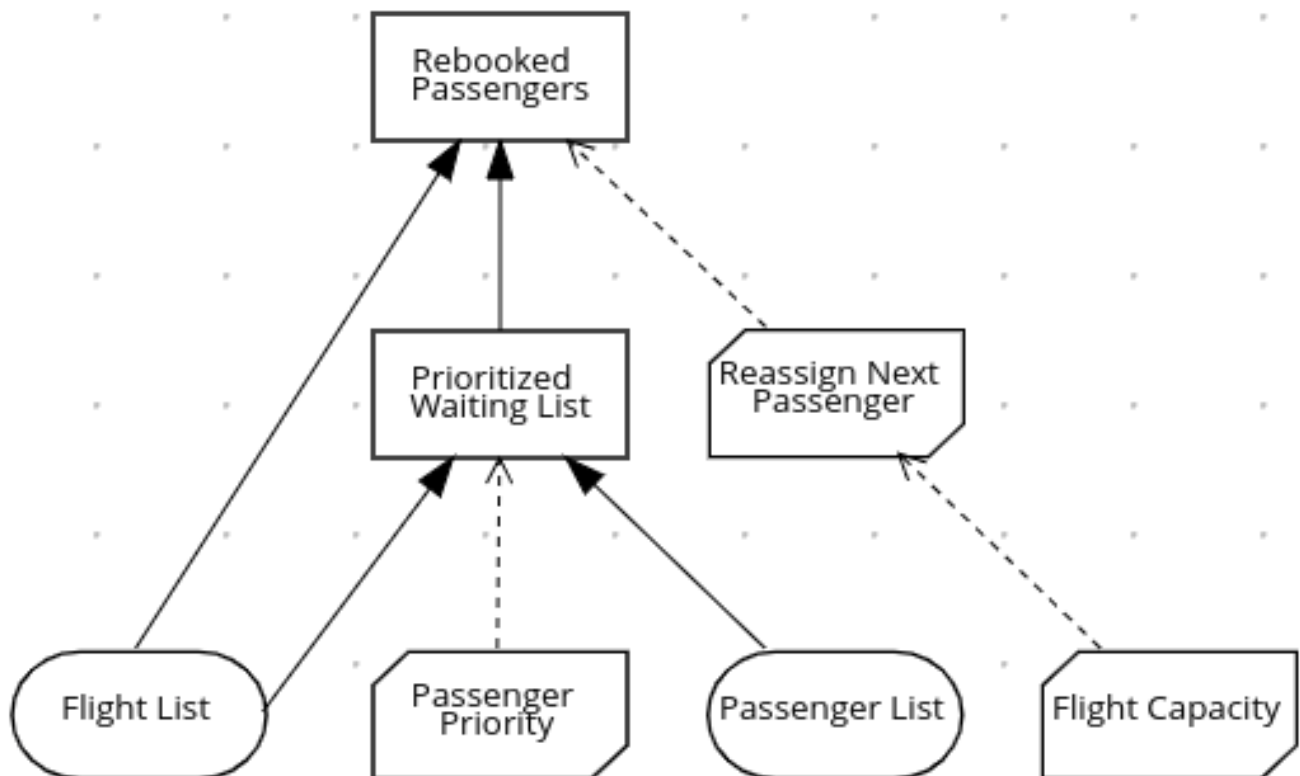 Rebooked
Passengers
Prioritized
Waiting List
Reassign Next
Passenger
Flight List
Passenger
Priority
Passenger List
Flight Capacity